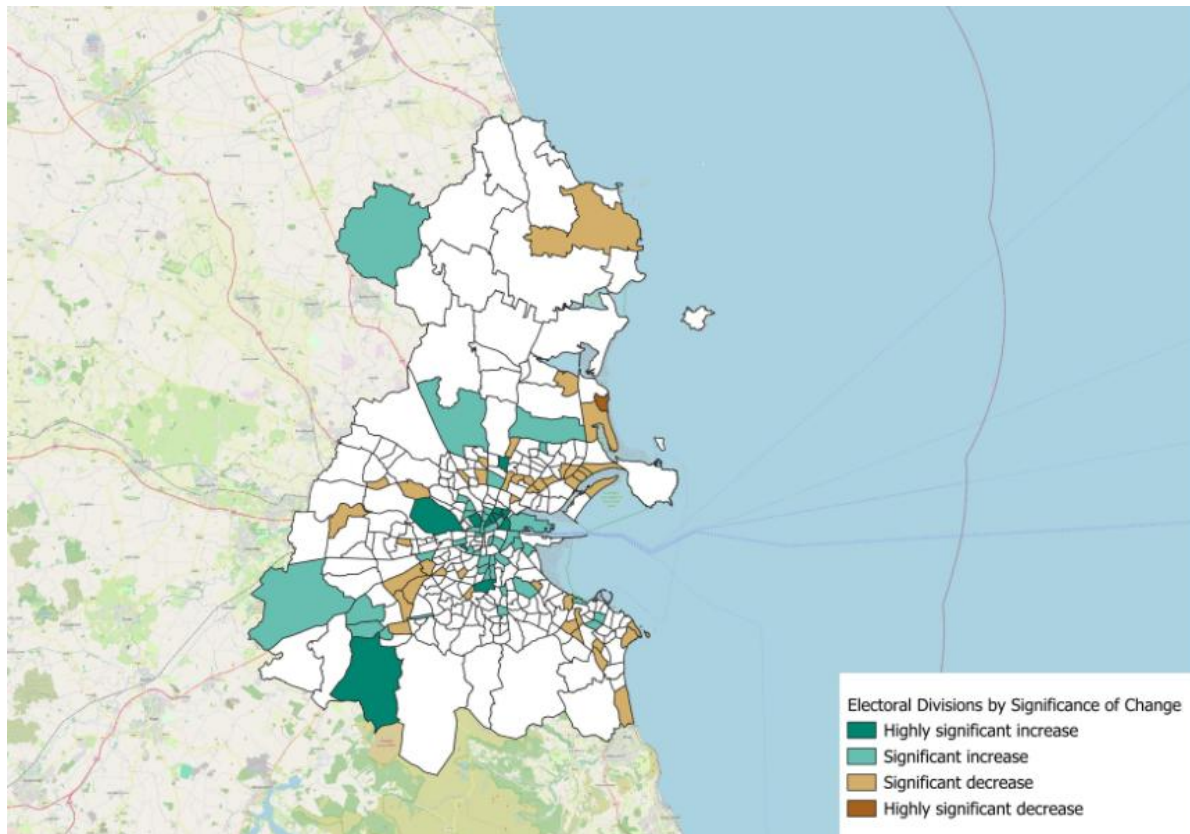 Electoral Divisions by Significance of Change
Highly significant increase
Significant increase
Significant decrease
Highly significant decrease